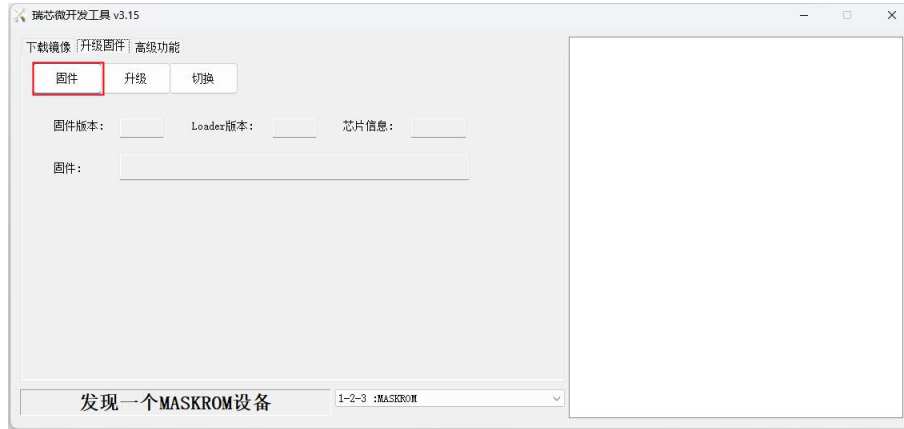 瑞芯微开发工具 v3.15
下载镜像 升级固件 高级功能
固件 升级 切换
固件版本： Loader版本： 芯片信息：
固件：
发现一个MASKROM设备 1-2-3 :MASKROM